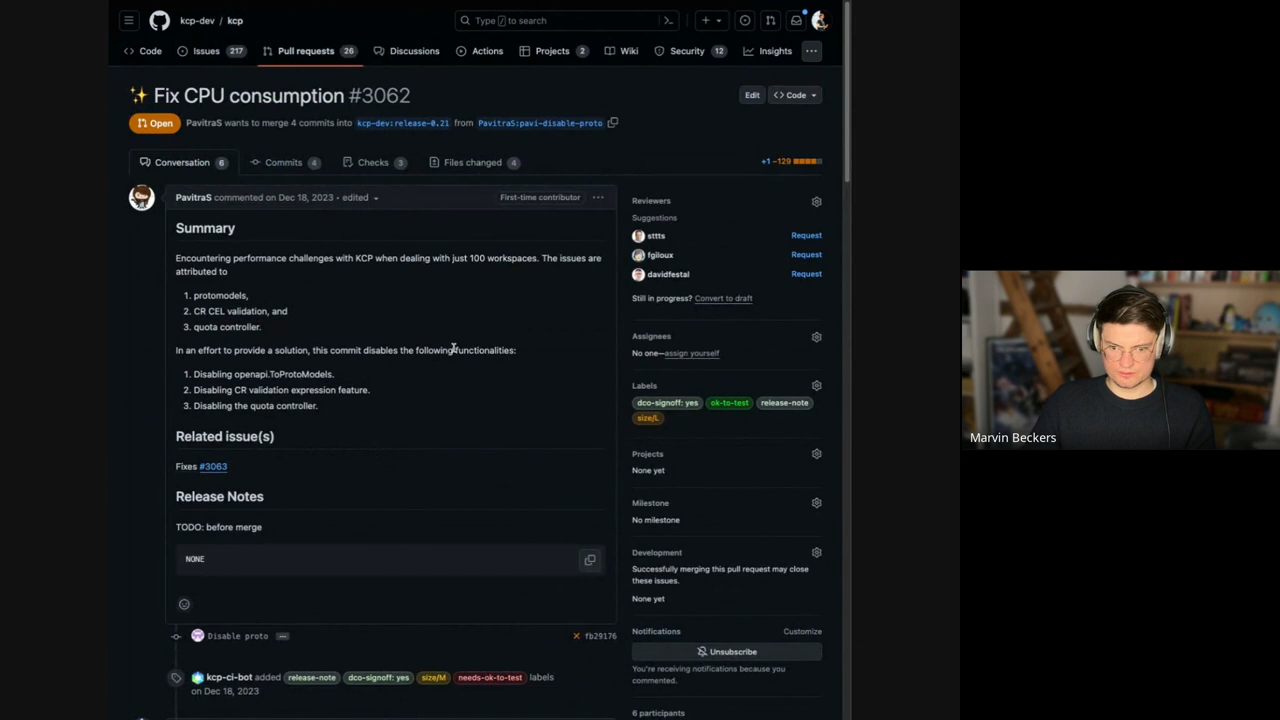 kcp-dev / kcp
Type / to search
Code
Issues 217
Pull requests 26
Discussions
Actions
Projects 2
Wiki
Security 12
Insights
✨ Fix CPU consumption #3062
Edit
<> Code
Open
PavitraS wants to merge 4 commits into kcp-dev:release-0.21 from PavitraS:pavi-disable-proto
Conversation 6
Commits 4
Checks 3
Files changed 4
+1 −129
PavitraS commented on Dec 18, 2023 • edited
First-time contributor
Summary
Encountering performance challenges with KCP when dealing with just 100 workspaces. The issues are
attributed to
1. protomodels,
2. CR CEL validation, and
3. quota controller.
In an effort to provide a solution, this commit disables the following functionalities:
1. Disabling openapi.ToProtoModels.
2. Disabling CR validation expression feature.
3. Disabling the quota controller.
Related issue(s)
Fixes #3063
Release Notes
TODO: before merge
NONE
Disable proto
fb29176
kcp-ci-bot added release-note dco-signoff: yes size/M needs-ok-to-test labels
on Dec 18, 2023
Reviewers
Suggestions
sttts
Request
fgiloux
Request
davidfestal
Request
Still in progress? Convert to draft
Assignees
No one—assign yourself
Labels
dco-signoff: yes ok-to-test release-note
size/L
Projects
None yet
Milestone
No milestone
Development
Successfully merging this pull request may close
these issues.
None yet
Notifications
Customize
Unsubscribe
You're receiving notifications because you
commented.
6 participants
Marvin Beckers